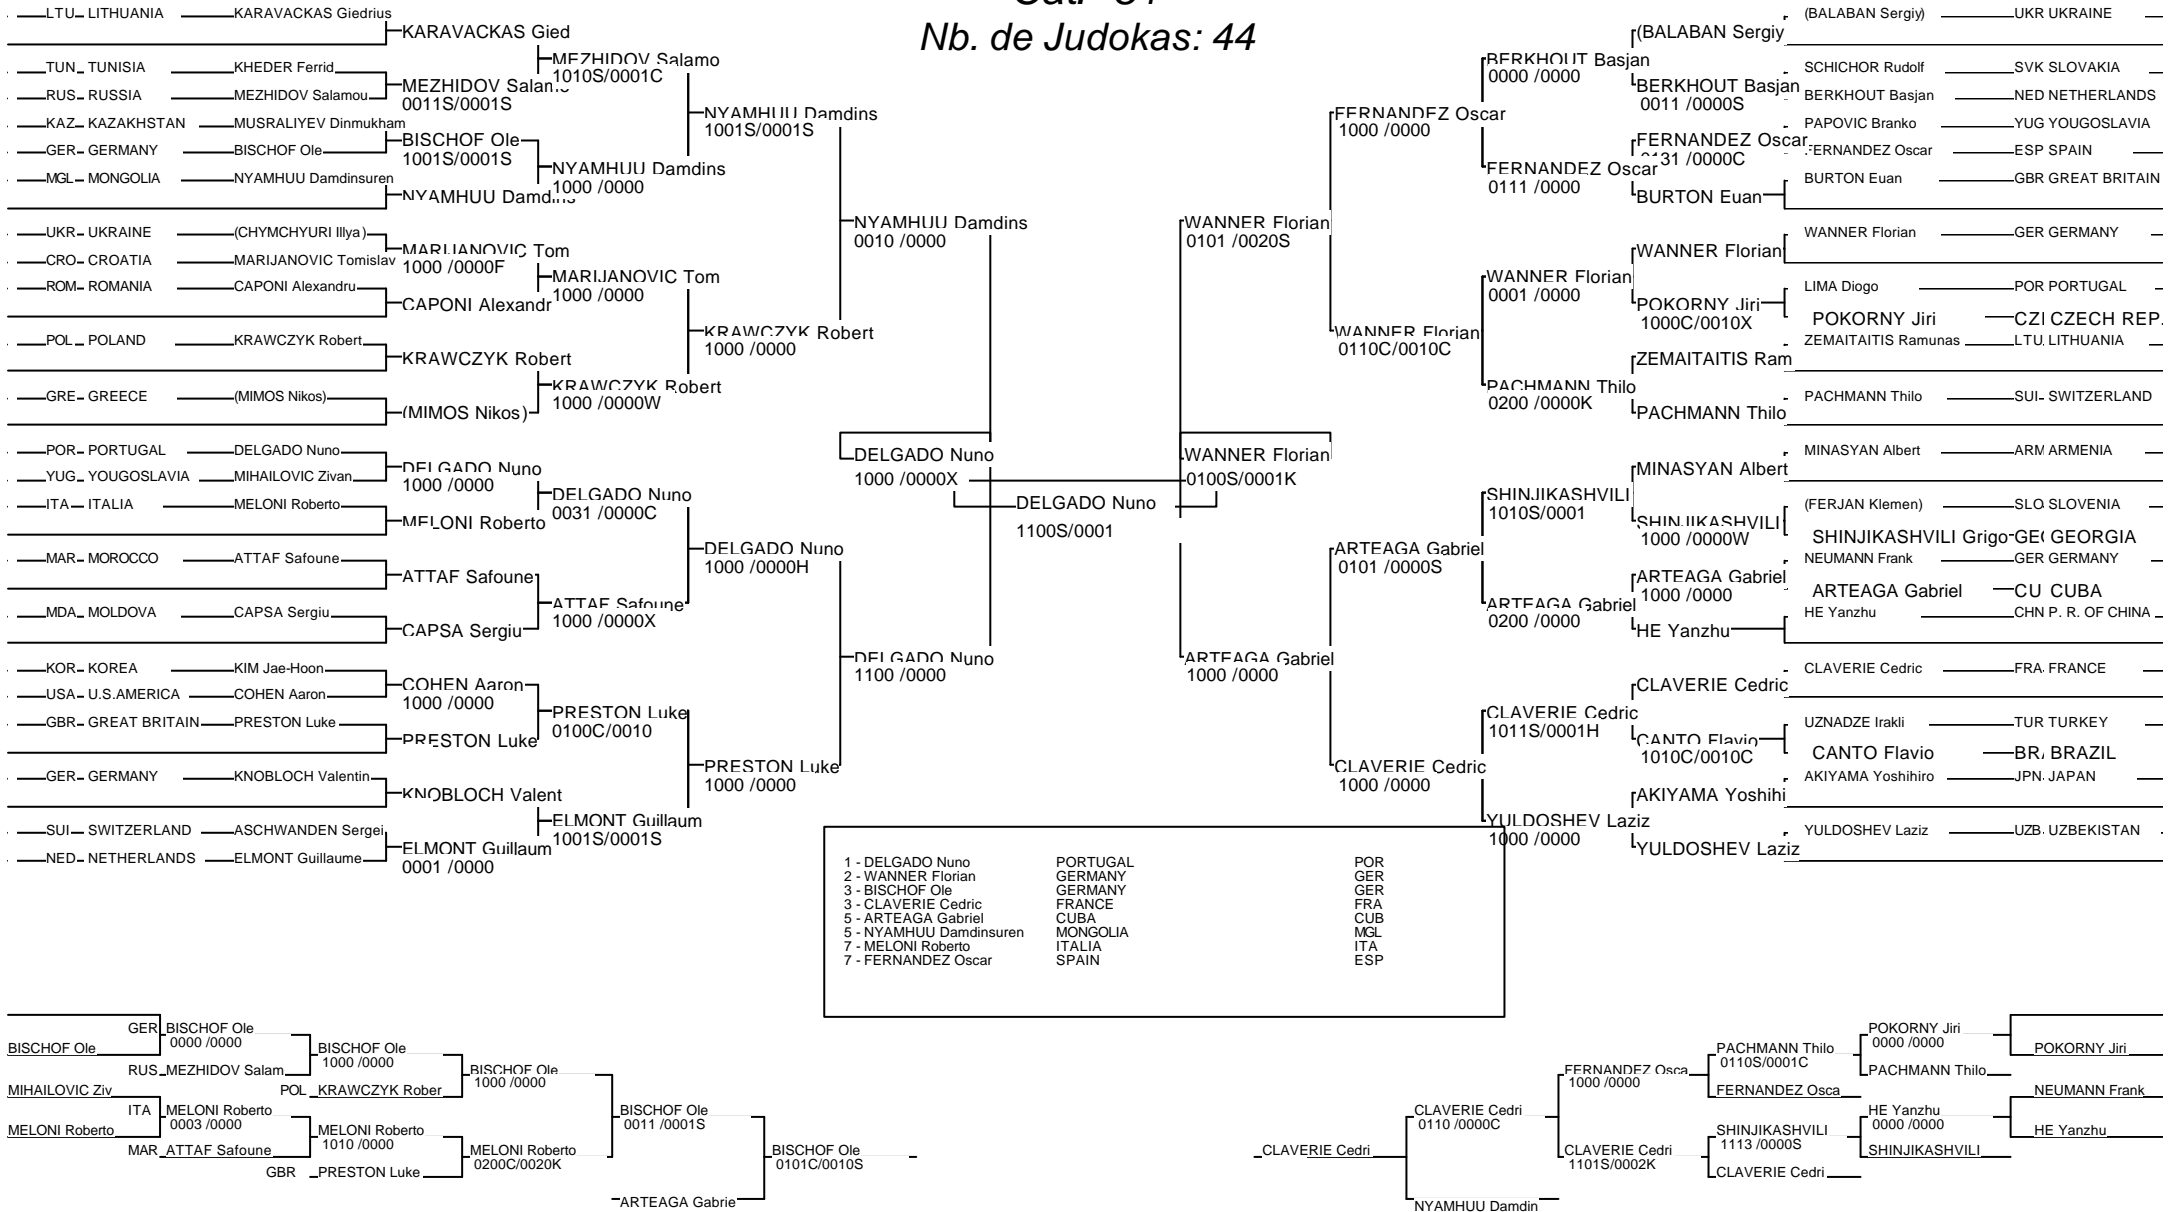 Nb. de Judokas: 44
LTU LITHUANIA KARAVACKAS Giedrius
TUN TUNISIA KHEDER Ferrid
RUS RUSSIA MEZHIDOV Salamou
KAZ KAZAKHSTAN MUSRALIYEV Dinmukham
GER GERMANY BISCHOF Ole
MGL MONGOLIA NYAMHUU Damdinsuren
UKR UKRAINE (CHYMCHYURI Illya)
CRO CROATIA MARIJANOVIC Tomislav
ROM ROMANIA CAPONI Alexandru
POL POLAND KRAWCZYK Robert
GRE GREECE (MIMOS Nikos)
POR PORTUGAL DELGADO Nuno
YUG YOUGOSLAVIA MIHAILOVIC Zivan
ITA ITALIA MELONI Roberto
MAR MOROCCO ATTAF Safoune
MDA MOLDOVA CAPSA Sergiu
KOR KOREA KIM Jae-Hoon
USA U.S.AMERICA COHEN Aaron
GBR GREAT BRITAIN PRESTON Luke
GER GERMANY KNOBLOCH Valentin
SUI SWITZERLAND ASCHWANDEN Sergei
NED NETHERLANDS ELMONT Guillaume
KARAVACKAS Gied
MEZHIDOV Salam
0011S/0001S
BISCHOF Ole
1001S/0001S
NYAMHUU Damdins
MARIJANOVIC Tom
1000 /0000F
CAPONI Alexandr
KRAWCZYK Robert
(MIMOS Nikos)
DELGADO Nuno
1000 /0000
MELONI Roberto
ATTAF Safoune
CAPSA Sergiu
COHEN Aaron
1000 /0000
PRESTON Luke
KNOBLOCH Valent
ELMONT Guillaum
0001 /0000
MEZHIDOV Salamo
1010S/0001C
NYAMHUU Damdins
1000 /0000
MARIJANOVIC Tom
1000 /0000
KRAWCZYK Robert
1000 /0000W
DELGADO Nuno
0031 /0000C
ATTAF Safoune
1000 /0000X
PRESTON Luke
0100C/0010
ELMONT Guillaum
1001S/0001S
NYAMHUU Damdins
1001S/0001S
KRAWCZYK Robert
1000 /0000
DELGADO Nuno
1000 /0000H
PRESTON Luke
1000 /0000
NYAMHUU Damdins
0010 /0000
DELGADO Nuno
1100 /0000
DELGADO Nuno
1000 /0000X
DELGADO Nuno
1100S/0001
WANNER Florian
0100S/0001K
WANNER Florian
0101 /0020S
ARTEAGA Gabriel
1000 /0000
FERNANDEZ Oscar
1000 /0000
WANNER Florian
0110C/0010C
ARTEAGA Gabriel
0101 /0000S
CLAVERIE Cedric
1000 /0000
BERKHOUT Basjan
0000 /0000
FERNANDEZ Oscar
0111 /0000
WANNER Florian
0001 /0000
PACHMANN Thilo
0200 /0000K
SHINJIKASHVILI
1010S/0001
ARTEAGA Gabriel
0200 /0000
CLAVERIE Cedric
1011S/0001H
YULDOSHEV Laziz
1000 /0000
(BALABAN Sergiy
BERKHOUT Basjan
0011 /0000S
FERNANDEZ Oscar
0131 /0000C
BURTON Euan
WANNER Florian
POKORNY Jiri
1000C/0010X
ZEMAITAITIS Ram
PACHMANN Thilo
MINASYAN Albert
SHINJIKASHVILI
1000 /0000W
ARTEAGA Gabriel
1000 /0000
HE Yanzhu
CLAVERIE Cedric
CANTO Flavio
1010C/0010C
AKIYAMA Yoshihi
YULDOSHEV Laziz
(BALABAN Sergiy) UKR UKRAINE
SCHICHOR Rudolf SVK SLOVAKIA
BERKHOUT Basjan NED NETHERLANDS
PAPOVIC Branko YUG YOUGOSLAVIA
FERNANDEZ Oscar ESP SPAIN
BURTON Euan GBR GREAT BRITAIN
WANNER Florian GER GERMANY
LIMA Diogo POR PORTUGAL
POKORNY Jiri CZI CZECH REP.
ZEMAITAITIS Ramunas LTU LITHUANIA
PACHMANN Thilo SUI SWITZERLAND
MINASYAN Albert ARM ARMENIA
(FERJAN Klemen) SLO SLOVENIA
SHINJIKASHVILI Grigo GE GEORGIA
NEUMANN Frank GER GERMANY
ARTEAGA Gabriel CU CUBA
HE Yanzhu CHN P. R. OF CHINA
CLAVERIE Cedric FRA FRANCE
UZNADZE Irakli TUR TURKEY
CANTO Flavio BR BRAZIL
AKIYAMA Yoshihiro JPN JAPAN
YULDOSHEV Laziz UZB UZBEKISTAN
1 - DELGADO Nuno PORTUGAL POR
2 - WANNER Florian GERMANY GER
3 - BISCHOF Ole GERMANY GER
3 - CLAVERIE Cedric FRANCE FRA
5 - ARTEAGA Gabriel CUBA CUB
5 - NYAMHUU Damdinsuren MONGOLIA MGL
7 - MELONI Roberto ITALIA ITA
7 - FERNANDEZ Oscar SPAIN ESP
BISCHOF Ole
MIHAILOVIC Ziv
MELONI Roberto
GER BISCHOF Ole
0000 /0000
RUS MEZHIDOV Salam
ITA MELONI Roberto
0003 /0000
MAR ATTAF Safoune
BISCHOF Ole
1000 /0000
POL KRAWCZYK Rober
MELONI Roberto
1010 /0000
GBR PRESTON Luke
BISCHOF Ole
1000 /0000
MELONI Roberto
0200C/0020K
BISCHOF Ole
0011 /0001S
ARTEAGA Gabrie
BISCHOF Ole
0101C/0010S
CLAVERIE Cedri
CLAVERIE Cedri
0110 /0000C
NYAMHUU Damdin
FERNANDEZ Osca
1000 /0000
CLAVERIE Cedri
1101S/0002K
PACHMANN Thilo
0110S/0001C
FERNANDEZ Osca
SHINJIKASHVILI
1113 /0000S
CLAVERIE Cedri
POKORNY Jiri
0000 /0000
PACHMANN Thilo
HE Yanzhu
0000 /0000
SHINJIKASHVILI
POKORNY Jiri
NEUMANN Frank
HE Yanzhu